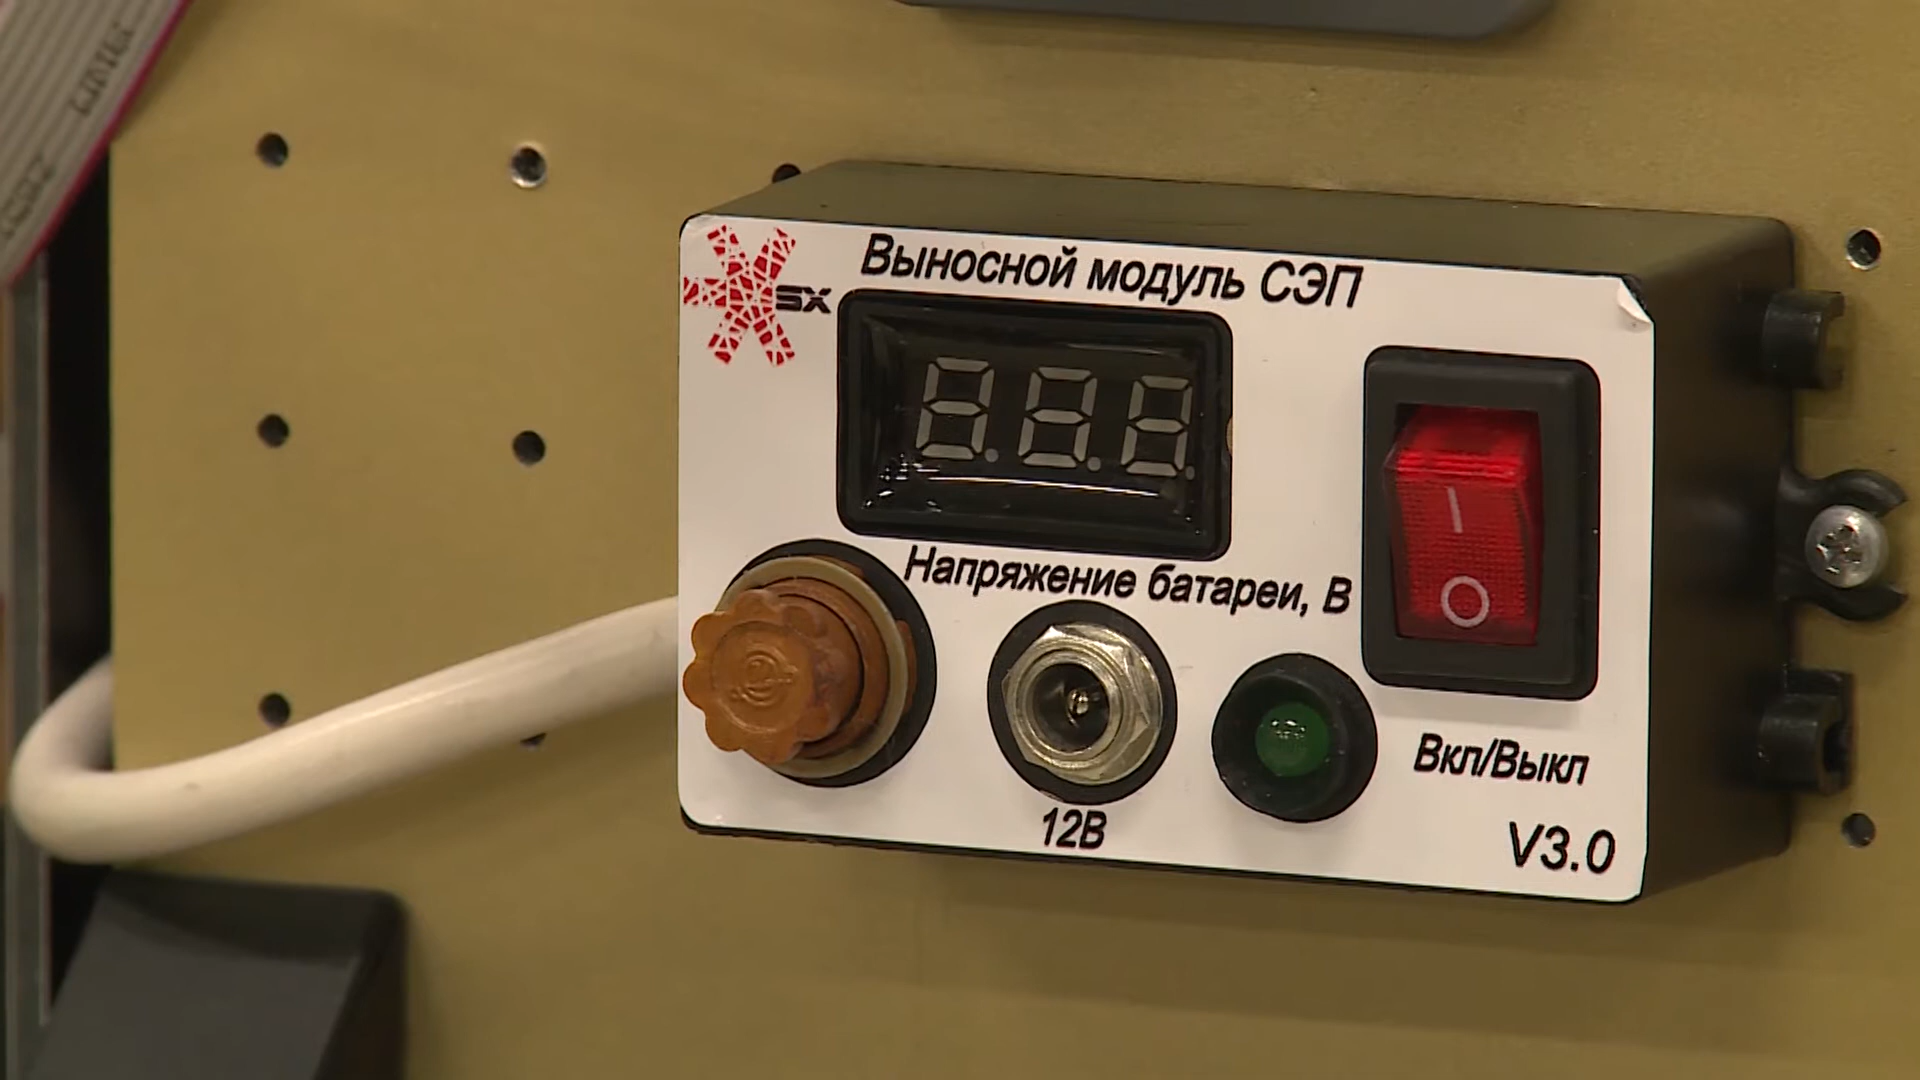 Выносной модуль СЭП
SX
Напряжение батареи, В
12В
Вкл/Выкл
V3.0